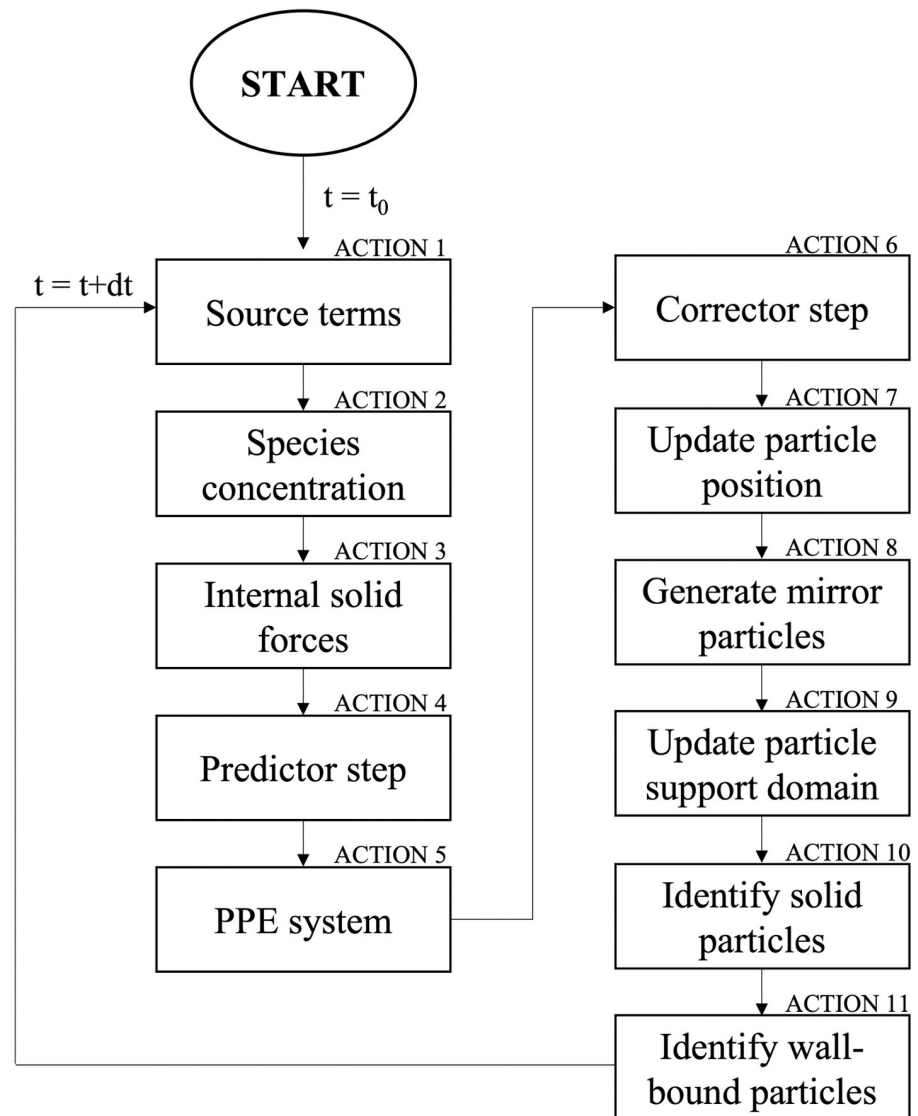 START
t = t0
ACTION 1
t = t+dt
Source terms
ACTION 2
Species
concentration
ACTION 3
Internal solid
forces
ACTION 4
Predictor step
ACTION 5
PPE system
ACTION 6
Corrector step
ACTION 7
Update particle
position
ACTION 8
Generate mirror
particles
ACTION 9
Update particle
support domain
ACTION 10
Identify solid
particles
ACTION 11
Identify wall-
bound particles